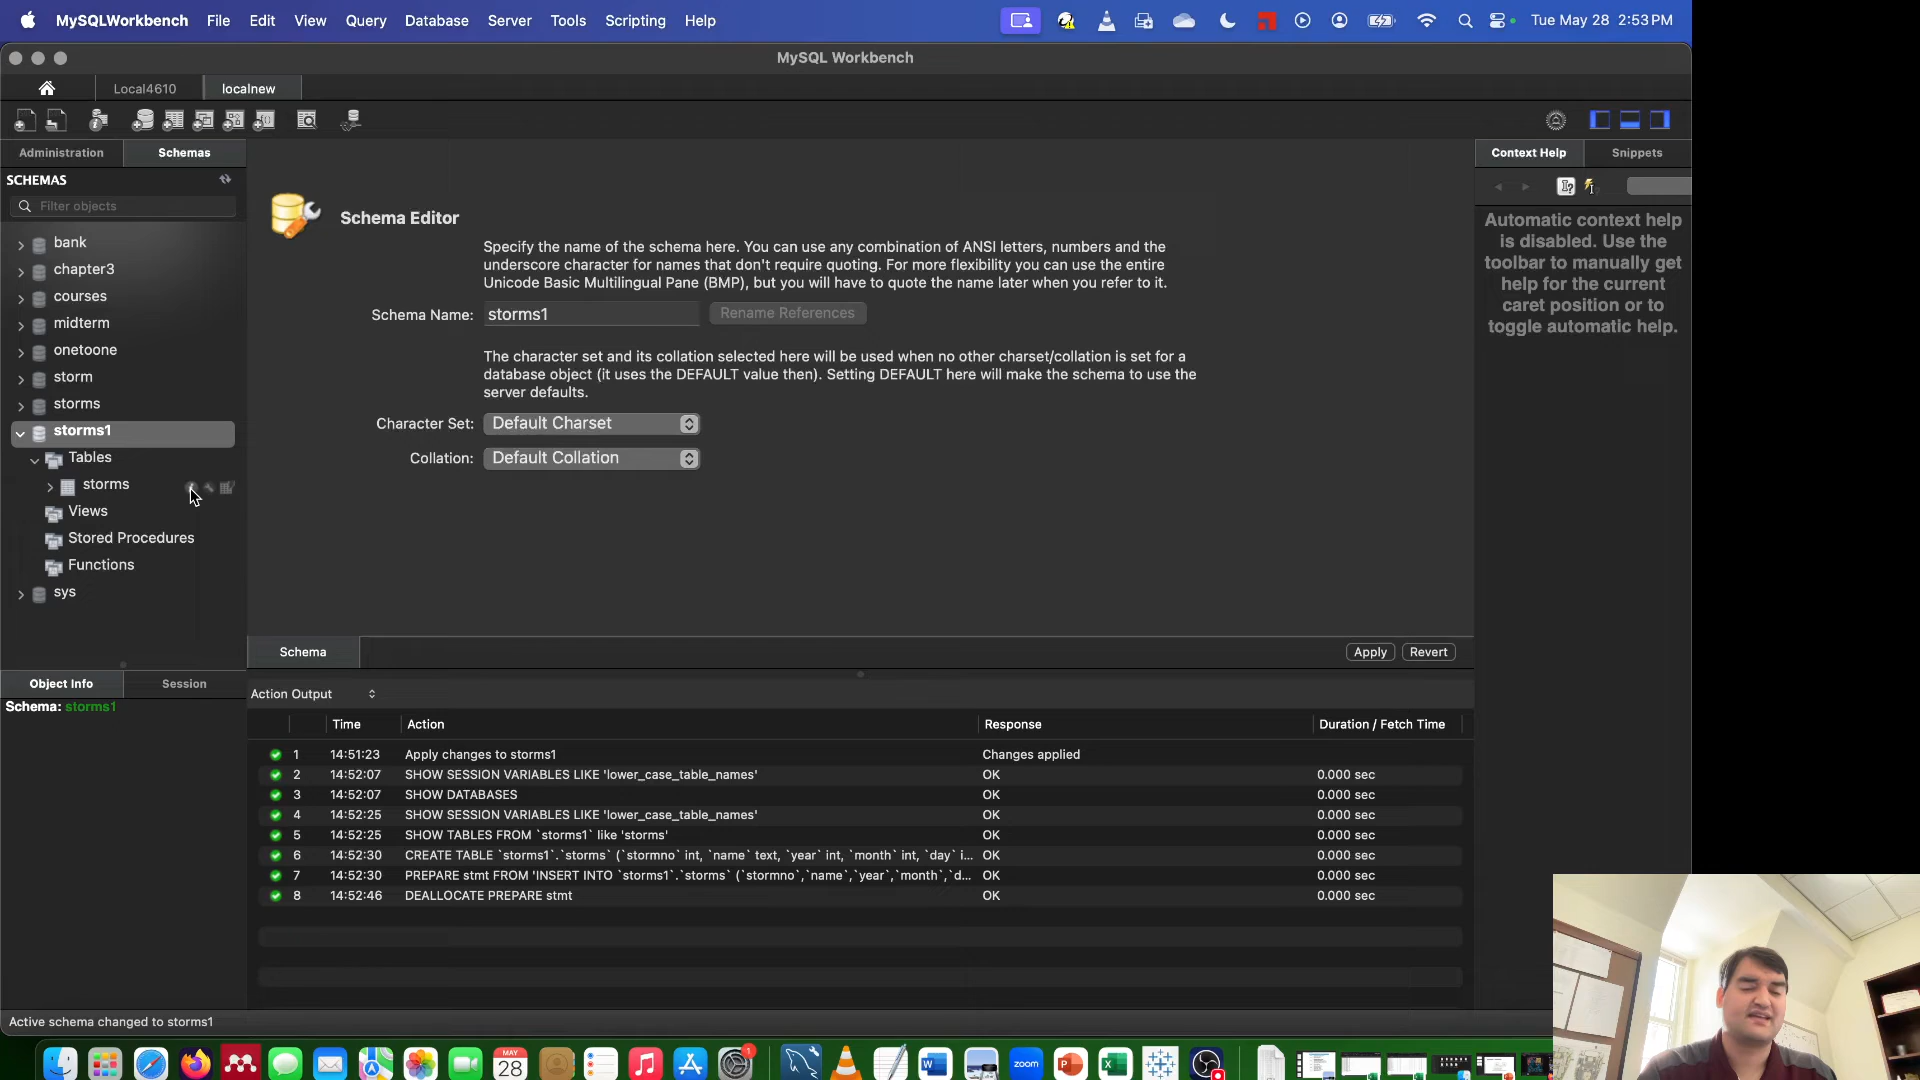 MySQLWorkbench File Edit View Query Database Server Tools Scripting Help
Tue May 28 2:53 PM
MySQL Workbench
Local4610
localnew
Administration
Schemas
SCHEMAS
Filter objects
bank
chapter3
courses
midterm
onetoone
storm
storms
storms1
Tables
storms
Views
Stored Procedures
Functions
sys
Object Info
Session
Schema: storms1
Schema Editor
Specify the name of the schema here. You can use any combination of ANSI letters, numbers and the
underscore character for names that don't require quoting. For more flexibility you can use the entire
Unicode Basic Multilingual Pane (BMP), but you will have to quote the name later when you refer to it.
Schema Name: storms1 Rename References
The character set and its collation selected here will be used when no other charset/collation is set for a
database object (it uses the DEFAULT value then). Setting DEFAULT here will make the schema to use the
server defaults.
Character Set: Default Charset
Collation: Default Collation
Schema
Apply
Revert
Context Help
Snippets
Automatic context help
is disabled. Use the
toolbar to manually get
help for the current
caret position or to
toggle automatic help.
Action Output
Time Action Response Duration / Fetch Time
1 14:51:23 Apply changes to storms1 Changes applied
2 14:52:07 SHOW SESSION VARIABLES LIKE 'lower_case_table_names' OK 0.000 sec
3 14:52:07 SHOW DATABASES OK 0.000 sec
4 14:52:25 SHOW SESSION VARIABLES LIKE 'lower_case_table_names' OK 0.000 sec
5 14:52:25 SHOW TABLES FROM `storms1` like 'storms' OK 0.000 sec
6 14:52:30 CREATE TABLE `storms1`.`storms` (`stormno` int, `name` text, `year` int, `month` int, `day` i... OK 0.000 sec
7 14:52:30 PREPARE stmt FROM 'INSERT INTO `storms1`.`storms` (`stormno`,`name`,`year`,`month`,`d... OK 0.000 sec
8 14:52:46 DEALLOCATE PREPARE stmt OK 0.000 sec
Active schema changed to storms1
MAY
28
1
zoom